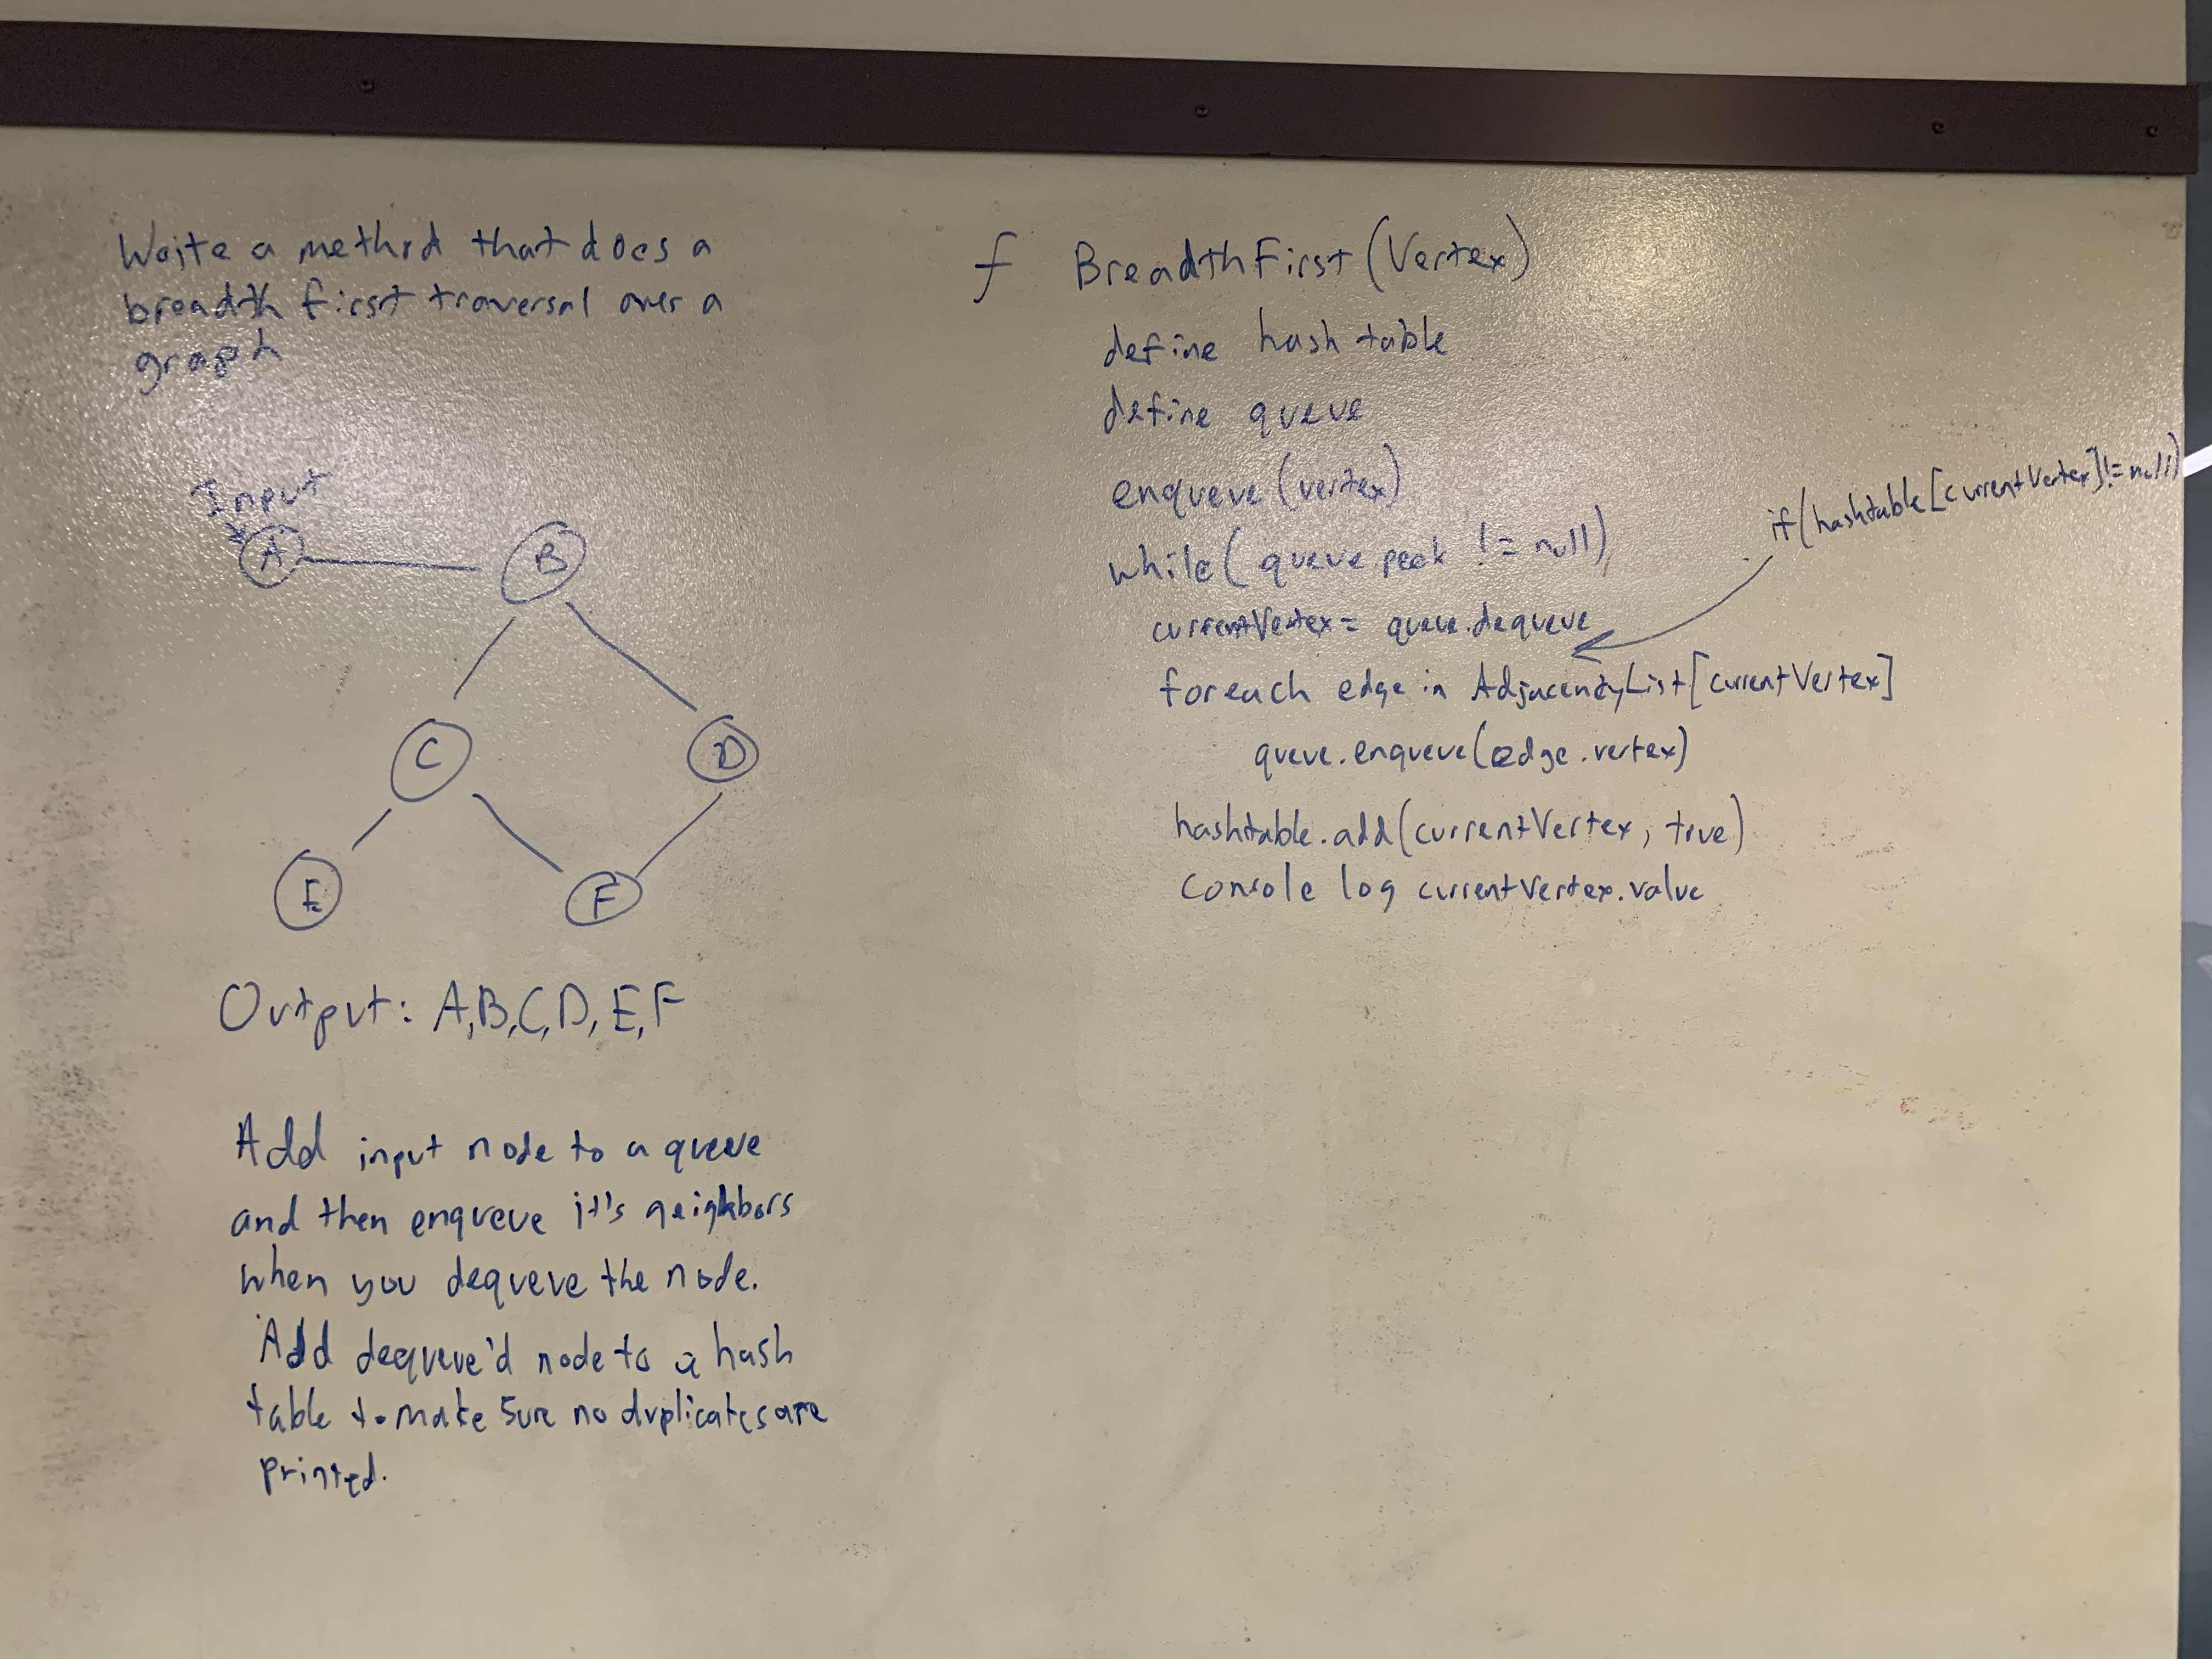 Write a method that does a
breadth first traversal over a
graph
Input
A
B
C
D
E
F
Output: A,B,C,D,E,F
Add input node to a queue
and then enqueue it's neighbors
when you dequeue the node.
Add dequeue'd node to a hash
table to make sure no duplicates are
printed.
f BreadthFirst(Vertex)
define hash table
define queue
enqueue(vertex)
while(queue.peek != null)
if(hashtable[currentVertex]!=null)
currentVertex = queue.dequeue
foreach edge in AdjacencyList[currentVertex]
queue.enqueue(edge.vertex)
hashtable.add(currentVertex, true)
Console log currentVertex.value